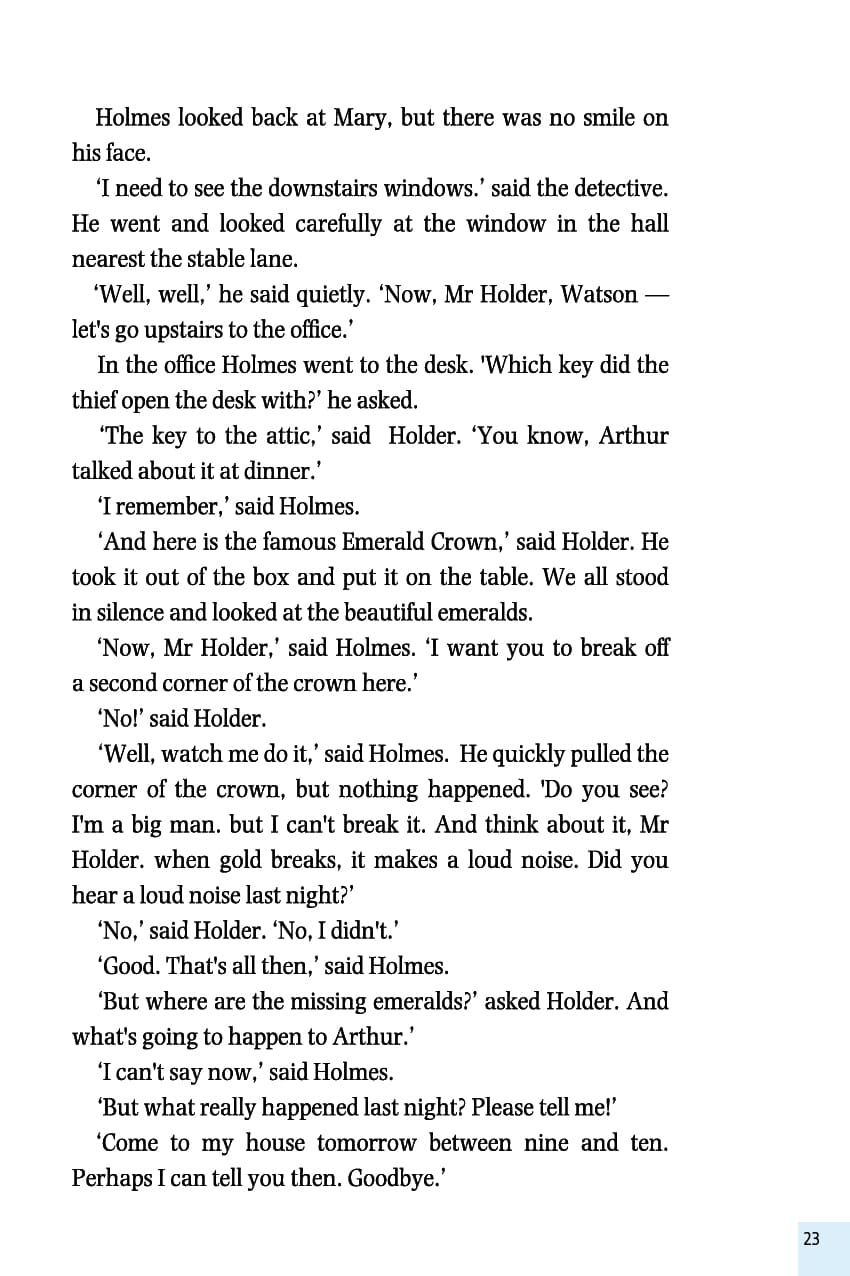 Holmes looked back at Mary, but there was no smile on
his face.
‘I need to see the downstairs windows.’ said the detective.
He went and looked carefully at the window in the hall
nearest the stable lane.
‘Well, well,’ he said quietly. ‘Now, Mr Holder, Watson —
let's go upstairs to the office.’
In the office Holmes went to the desk. 'Which key did the
thief open the desk with?’ he asked.
‘The key to the attic,’ said Holder. ‘You know, Arthur
talked about it at dinner.’
‘I remember,’ said Holmes.
‘And here is the famous Emerald Crown,’ said Holder. He
took it out of the box and put it on the table. We all stood
in silence and looked at the beautiful emeralds.
‘Now, Mr Holder,’ said Holmes. ‘I want you to break off
a second corner of the crown here.’
‘No!’ said Holder.
‘Well, watch me do it,’ said Holmes. He quickly pulled the
corner of the crown, but nothing happened. 'Do you see?
I'm a big man. but I can't break it. And think about it, Mr
Holder. when gold breaks, it makes a loud noise. Did you
hear a loud noise last night?’
‘No,’ said Holder. ‘No, I didn't.’
‘Good. That's all then,’ said Holmes.
‘But where are the missing emeralds?’ asked Holder. And
what's going to happen to Arthur.’
‘I can't say now,’ said Holmes.
‘But what really happened last night? Please tell me!’
‘Come to my house tomorrow between nine and ten.
Perhaps I can tell you then. Goodbye.’
23